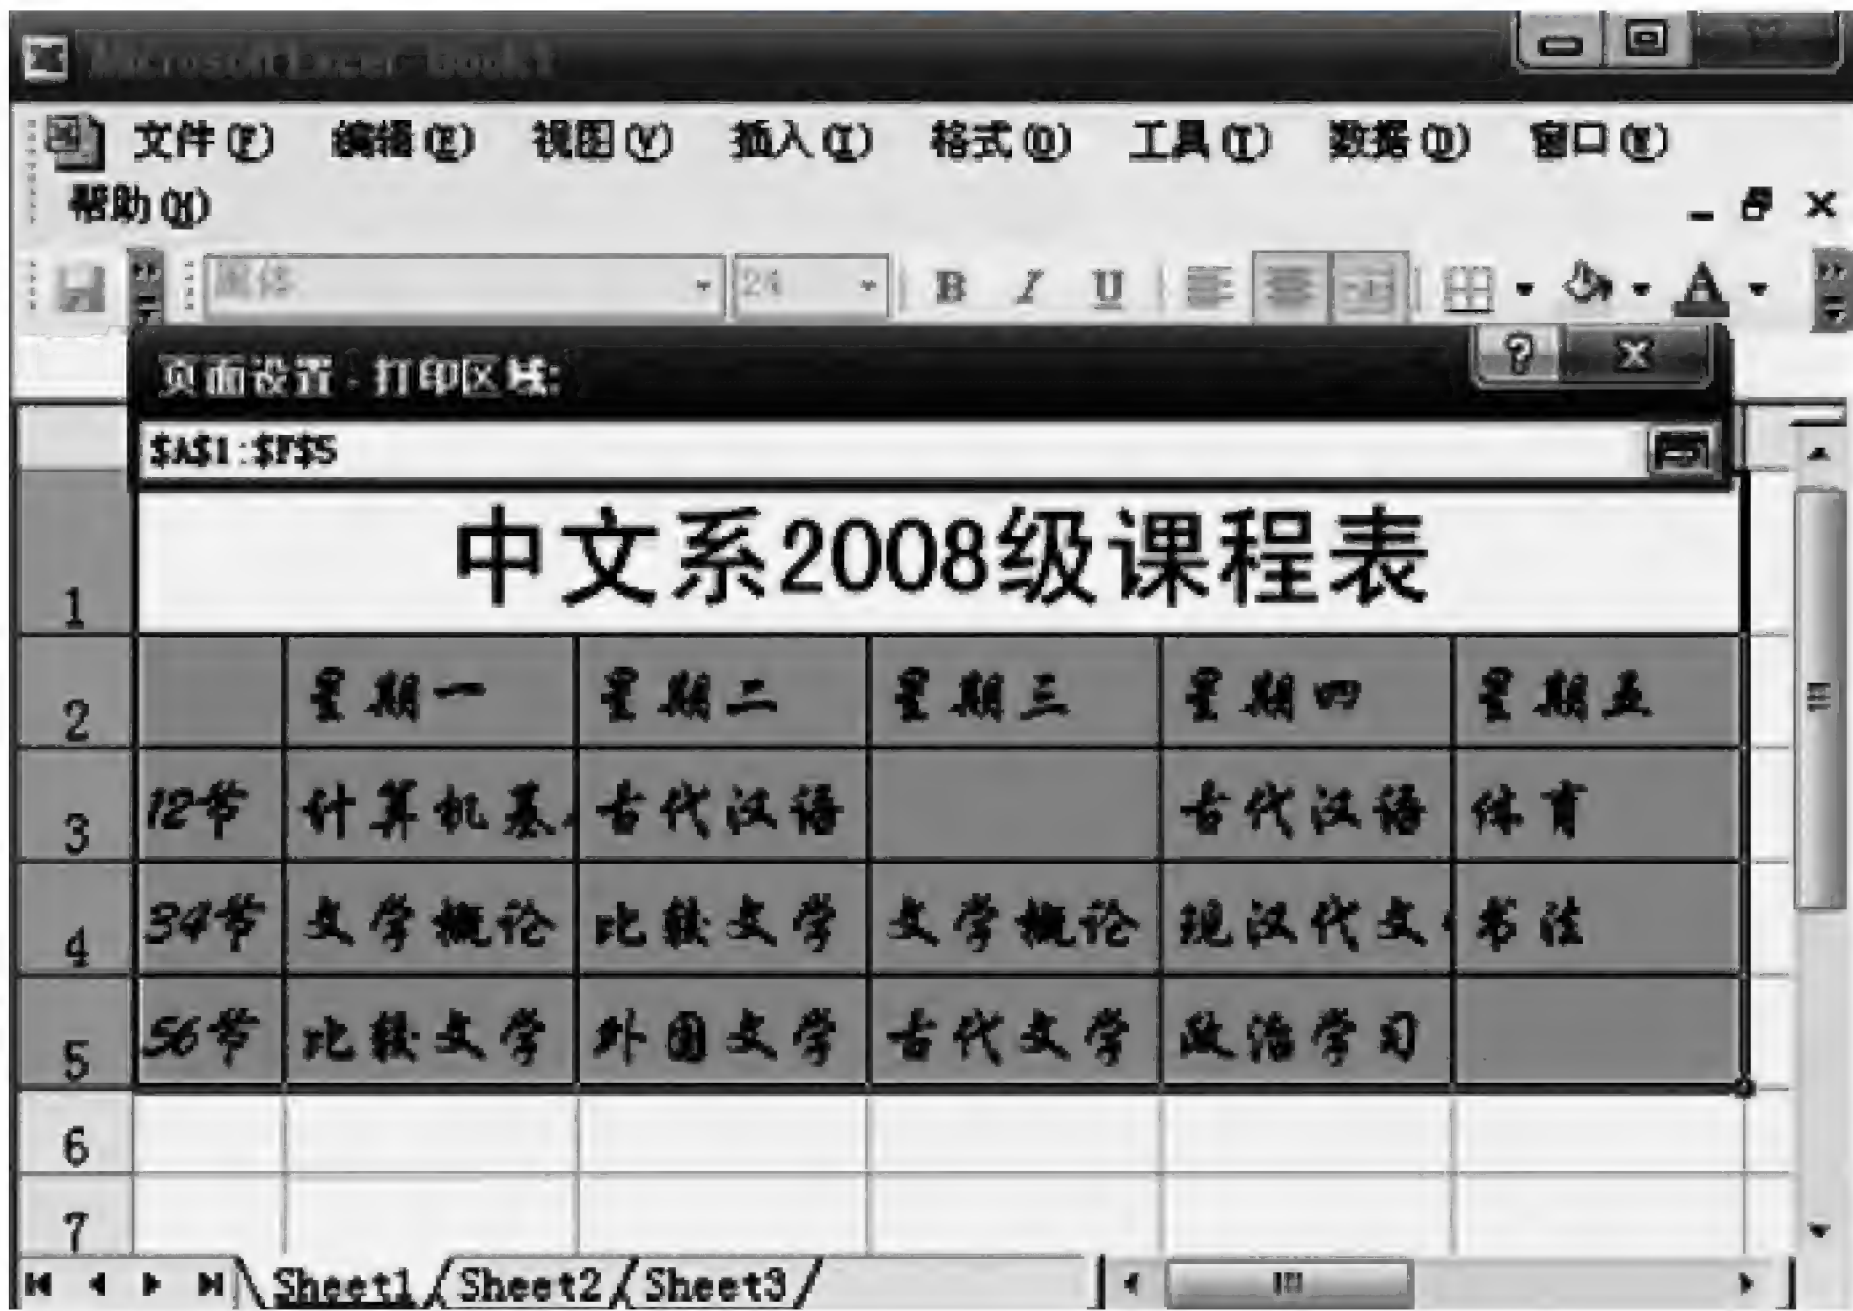 Microsoft Excel - Book1
文件(F) 编辑(E) 视图(V) 插入(I) 格式(O) 工具(T) 数据(D) 窗口(W)
帮助(H)
黑体 24 B I U A
页面设置 - 打印区域:
$A$1:$F$5
1 中文系2008级课程表
2 星期一 星期二 星期三 星期四 星期五
3 12节 计算机基 古代汉语 古代汉语 体育
4 34节 文学概论 比较文学 文学概论 现汉代文 书法
5 56节 比较文学 外国文学 古代文学 政治学习
6
7
Sheet1 Sheet2 Sheet3